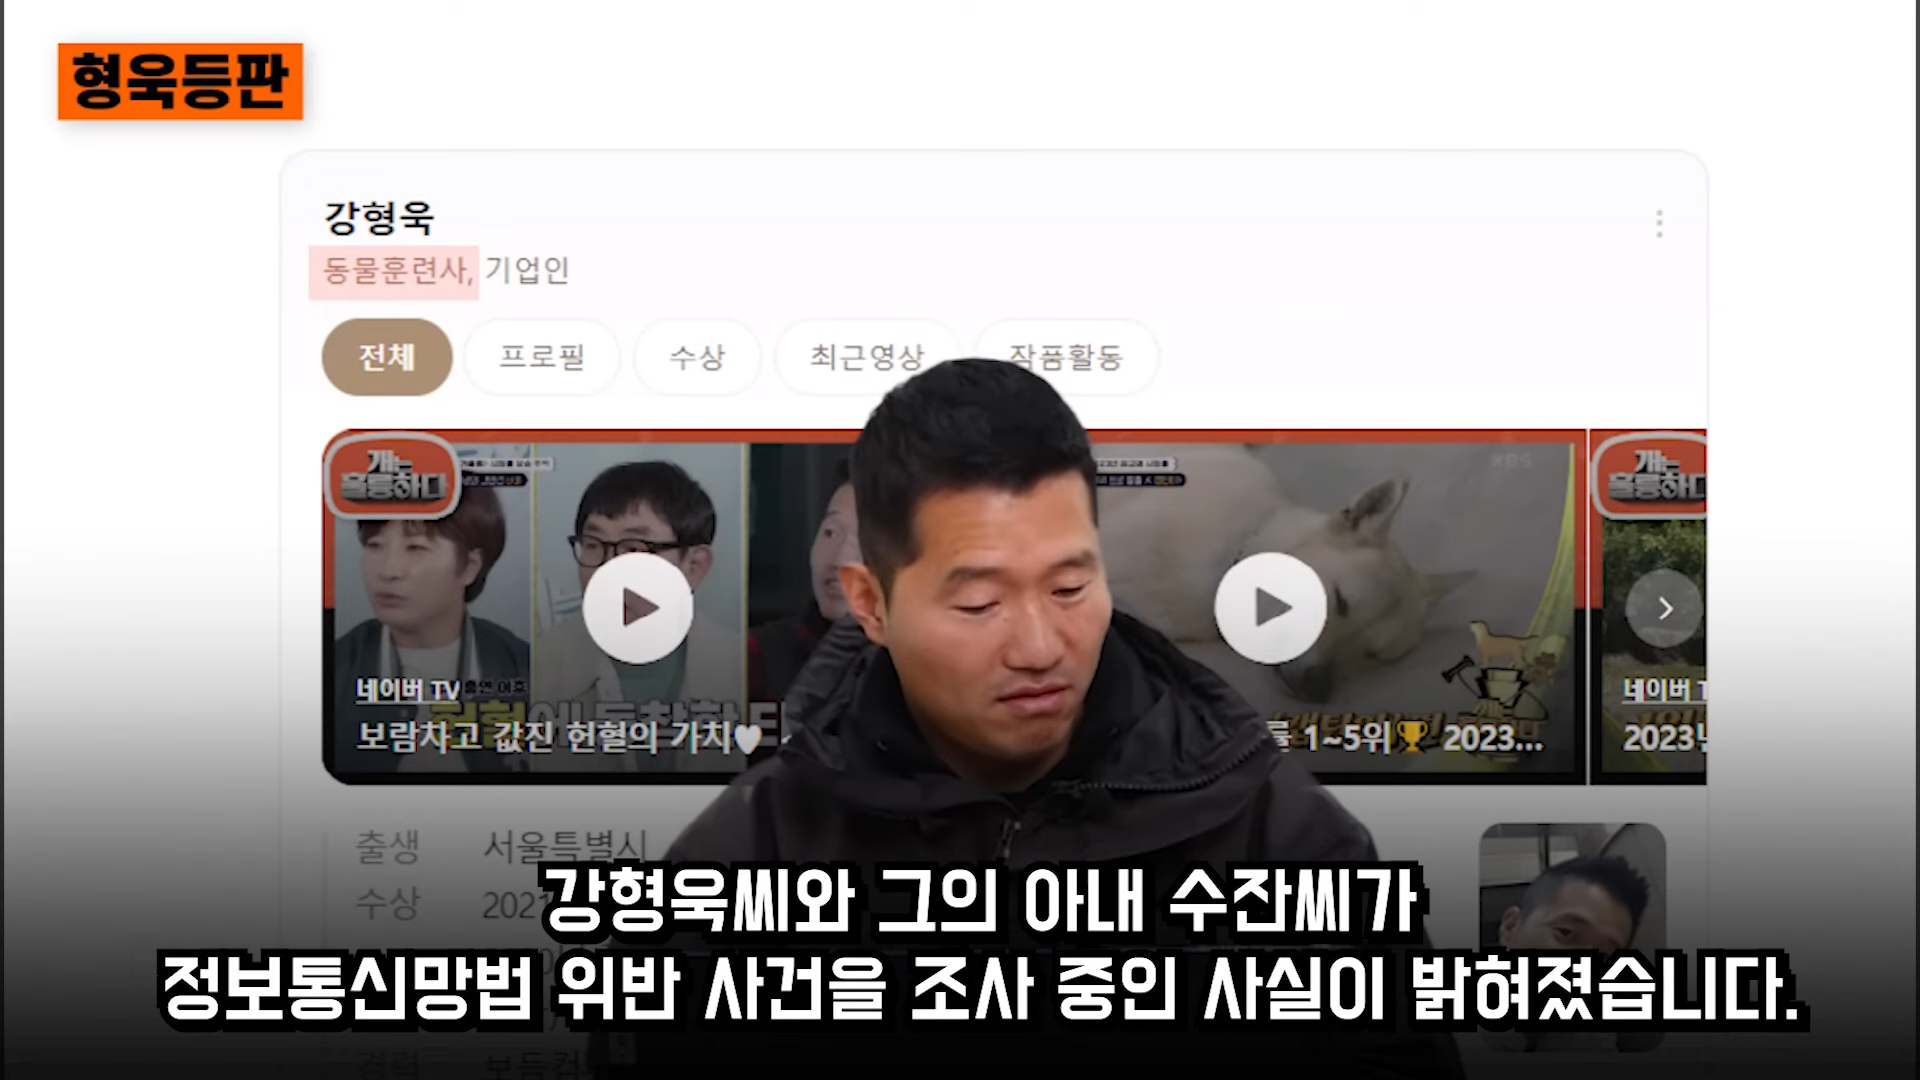 형욱등판
강형욱
동물훈련사, 기업인
전체 프로필 수상 최근영상 작품활동
개는
훌륭하다
KBS
개는
네이버 TV
네이버
보람차고 값진 헌혈의 가치🤍
1~5위🏆 2023...
출생 서울특별시
수상 2021
강형욱씨와 그의 아내 수잔씨가
정보통신망법 위반 사건을 조사 중인 사실이 밝혀졌습니다.
경력